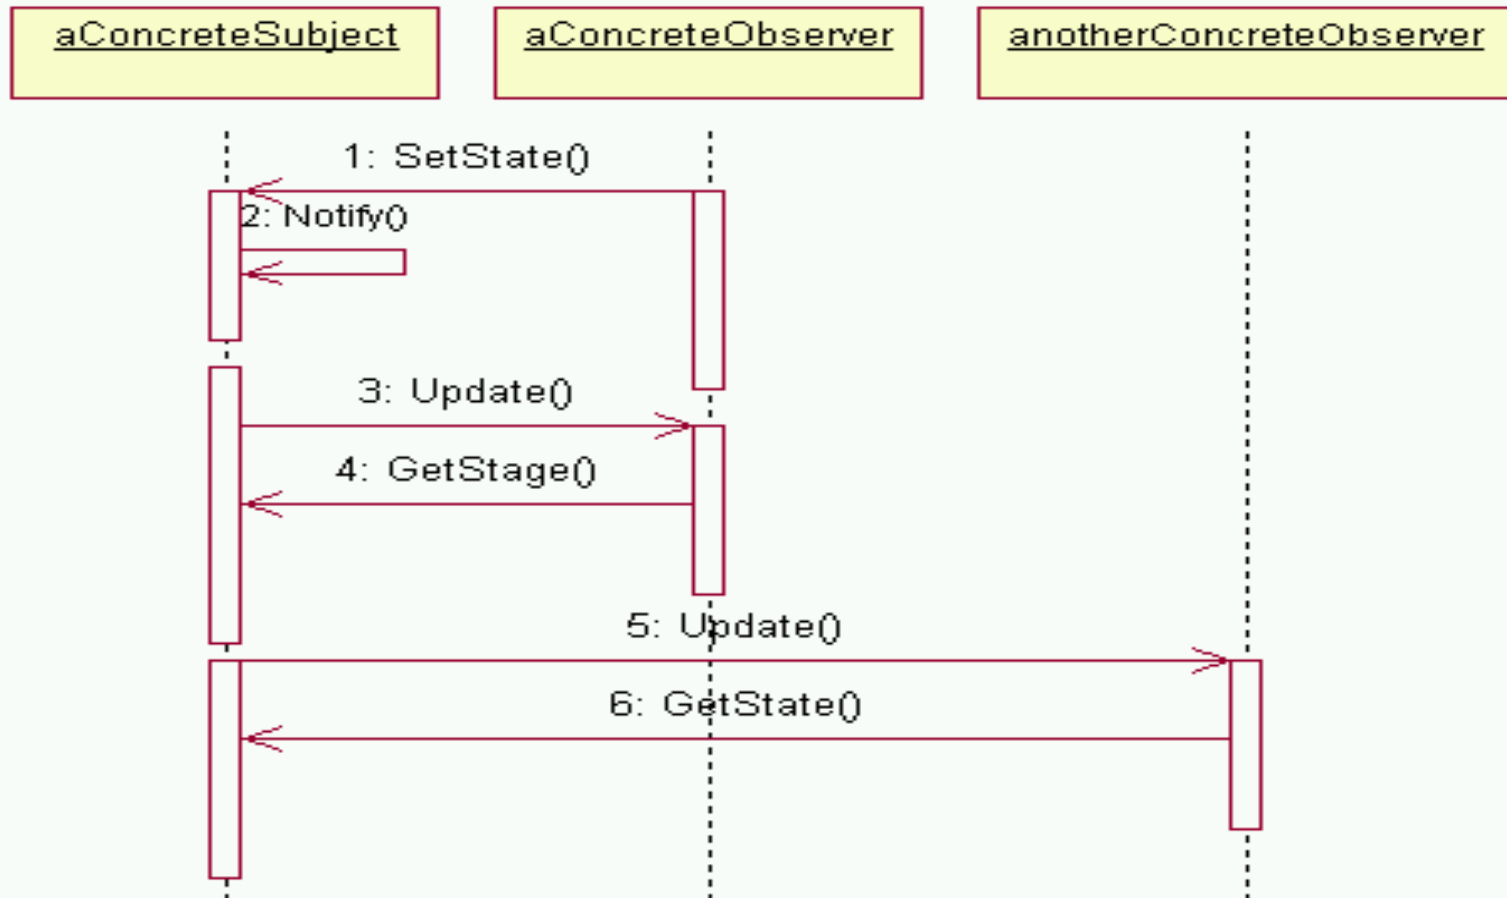 aConcreteSubject
aConcreteObserver
anotherConcreteObserver
1: SetState()
2: Notify()
3: Update()
4: GetStage()
5: Update()
6: GetState()